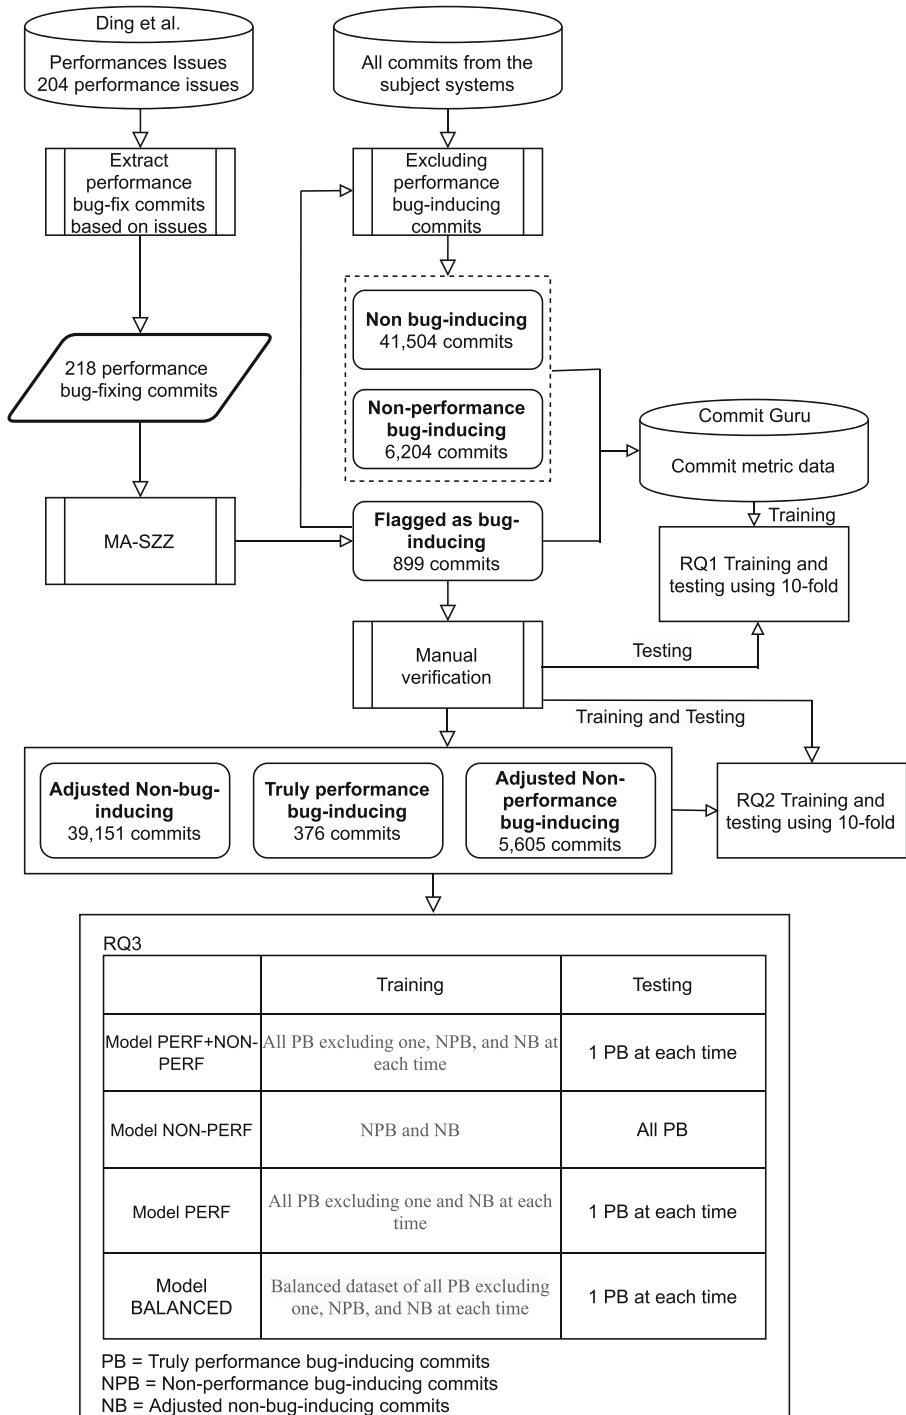 Ding et al.
Performances Issues
204 performance issues
All commits from the
subject systems
Extract
performance
bug-fix commits
based on issues
Excluding
performance
bug-inducing
commits
Non bug-inducing
41,504 commits
218 performance
bug-fixing commits
Non-performance
bug-inducing
6,204 commits
Commit Guru
Commit metric data
Training
MA-SZZ
Flagged as bug-
inducing
899 commits
RQ1 Training and
testing using 10-fold
Manual
verification
Testing
Training and Testing
Adjusted Non-bug-
inducing
39,151 commits
Truly performance
bug-inducing
376 commits
Adjusted Non-
performance
bug-inducing
5,605 commits
RQ2 Training and
testing using 10-fold
RQ3
Training
Testing
Model PERF+NON-
PERF
All PB excluding one, NPB, and NB at
each time
1 PB at each time
Model NON-PERF
NPB and NB
All PB
Model PERF
All PB excluding one and NB at each
time
1 PB at each time
Model
BALANCED
Balanced dataset of all PB excluding
one, NPB, and NB at each time
1 PB at each time
PB = Truly performance bug-inducing commits
NPB = Non-performance bug-inducing commits
NB = Adjusted non-bug-inducing commits